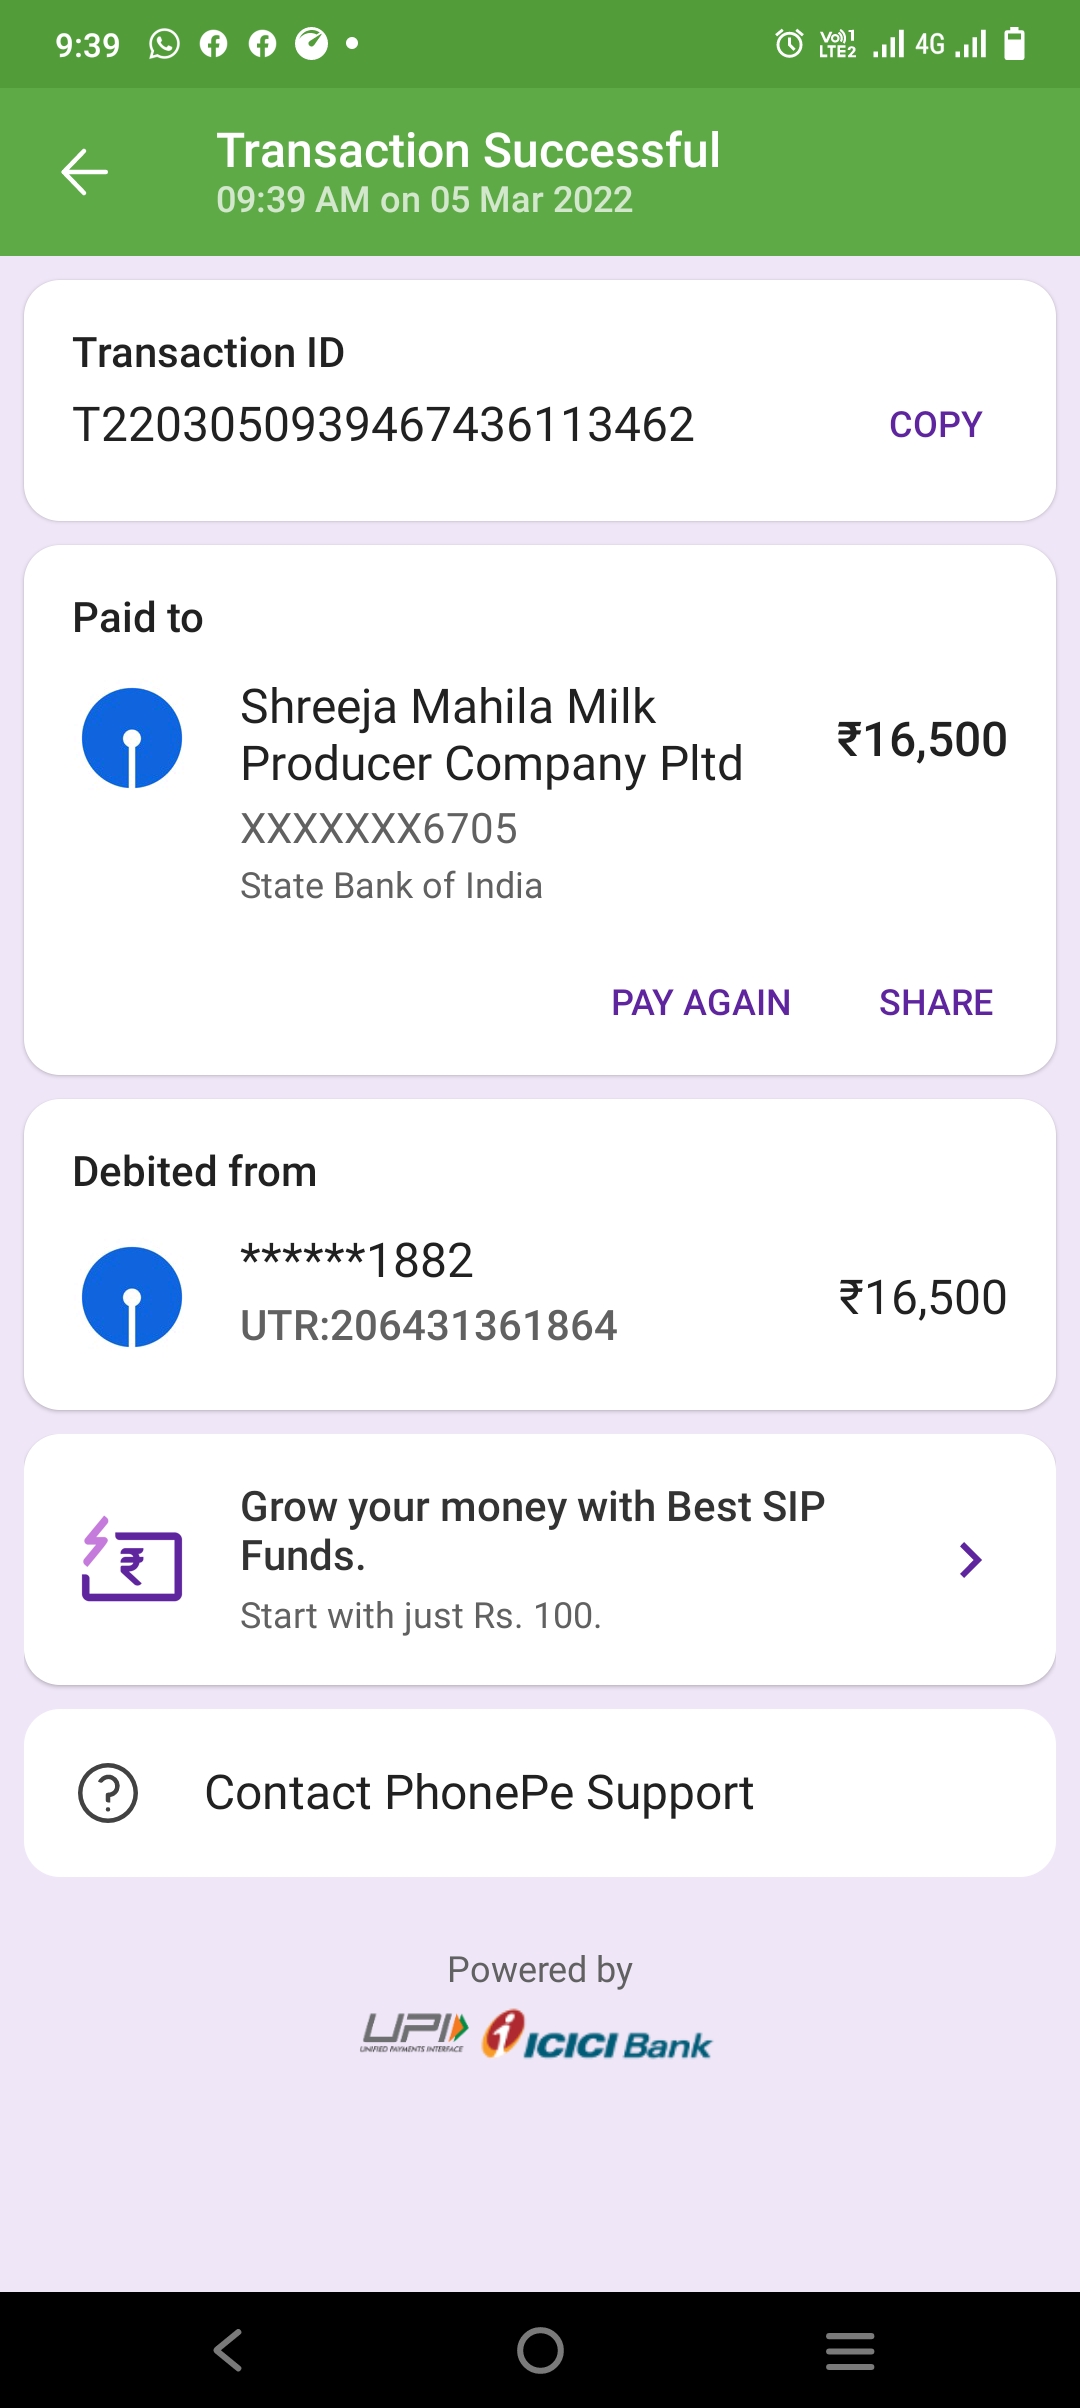 9:39
Vo)) 1
LTE2
4G
Transaction Successful
09:39 AM on 05 Mar 2022
Transaction ID
T2203050939467436113462
COPY
Paid to
Shreeja Mahila Milk
Producer Company Pltd
₹16,500
XXXXXXX6705
State Bank of India
PAY AGAIN
SHARE
Debited from
******1882
UTR:206431361864
₹16,500
Grow your money with Best SIP
Funds.
Start with just Rs. 100.
Contact PhonePe Support
Powered by
UPI
UNIFIED PAYMENTS INTERFACE
ICICI Bank